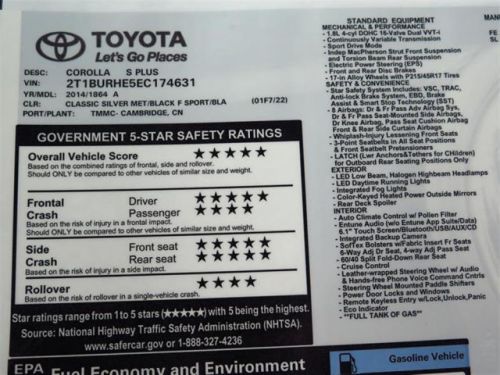 TOYOTA
Let's Go Places
DESC: COROLLA S PLUS
VIN: 2T1BURHE5EC174631
YR/MDL: 2014/1864 A
CLR: CLASSIC SILVER MET/BLACK F SPORT/BLA (01F7/22)
PORT/PLANT: TMMC- CAMBRIDGE, CN
GOVERNMENT 5-STAR SAFETY RATINGS
Overall Vehicle Score ★★★★★
Based on the combined ratings of frontal, side and rollover.
Should ONLY be compared to other vehicles of similar size and weight.
Frontal Driver ★★★★★
Crash Passenger ★★★★
Based on the risk of injury in a frontal impact.
Should ONLY be compared to other vehicles of similar size and weight.
Side Front seat ★★★★★
Crash Rear seat ★★★★★
Based on the risk of injury in a side impact.
Rollover ★★★★
Based on the risk of rollover in a single-vehicle crash.
Star ratings range from 1 to 5 stars (★★★★★) with 5 being the highest.
Source: National Highway Traffic Safety Administration (NHTSA).
www.safercar.gov or 1-888-327-4236
EPA
Fuel Economy and Environment
Gasoline Vehicle
STANDARD EQUIPMENT
MECHANICAL & PERFORMANCE
- 1.8L 4-cyl DOHC 16-Valve Dual VVT-i
- Continuously Variable Transmission
- Sport Drive Mods
- Indep MacPherson Strut Front Suspension
and Torsion Beam Rear Suspension
- Electric Power Steering (EPS)
- Front and Rear Disc Brakes
- 17-in Alloy Wheels with P215/45R17 Tires
SAFETY & CONVENIENCE
- Star Safety System Includes: VSC, TRAC,
Anti-lock Brake System, EBD, Brake
Assist & Smart Stop Technology (SST)
- 8 Airbags: Dr & F Pass Adv Airbag Sys,
Dr & F Pass Seat-Mounted Side Airbags,
Dr Knee Airbag, Pass Seat Cushion Airbag
Front & Rear Side Curtain Airbags
- Whiplash-Injury Lessening Front Seats
- 3-Point Seatbelts in All Seat Positions
& Front Seatbelt Pretensioners
- LATCH (Lwr Anchors&Tethers for CHildren)
for Outboard Rear Seating Positions Only
EXTERIOR
- LED Low Beam, Halogen Highbeam Headlamps
- LED Daytime Running Lights
- Integrated Fog Lights
- Color-Keyed Heated Power Outside Mirrors
- Rear Deck Spoiler
INTERIOR
- Auto Climate Control w/ Pollen Filter
- Entune Audio (w/o Entune App Suite/Data)
6.1" Touch Screen/Bluetooth/USB/AUX/CD
- Integrated Backup Camera
- SofTex Bolsters w/Fabric Insert Fr Seats
6-Way Adj Dr Seat, 4-way Adj Pass Seat
- 60/40 Split Fold-Down Rear Seat
- Cruise Control
- Leather-wrapped Steering Wheel w/ Audio
& Hands-free Phone Voice Command Cntrls
- Steering Wheel Mounted Paddle Shifters
- Power Door Locks and Windows
- Remote Keyless Entry w/Lock,Unlock,Panic
- Eco Indicator
- **FULL TANK OF GAS**